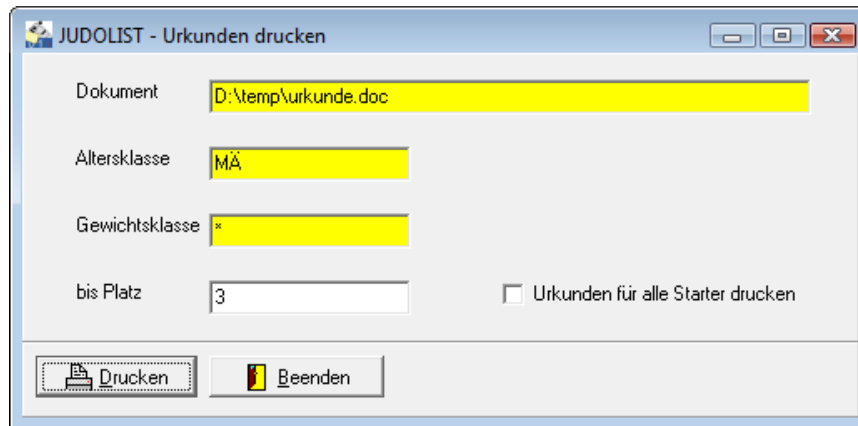 JUDOLIST - Urkunden drucken
Dokument D:\temp\urkunde.doc
Altersklasse MÄ
Gewichtsklasse *
bis Platz 3 Urkunden für alle Starter drucken
Drucken Beenden